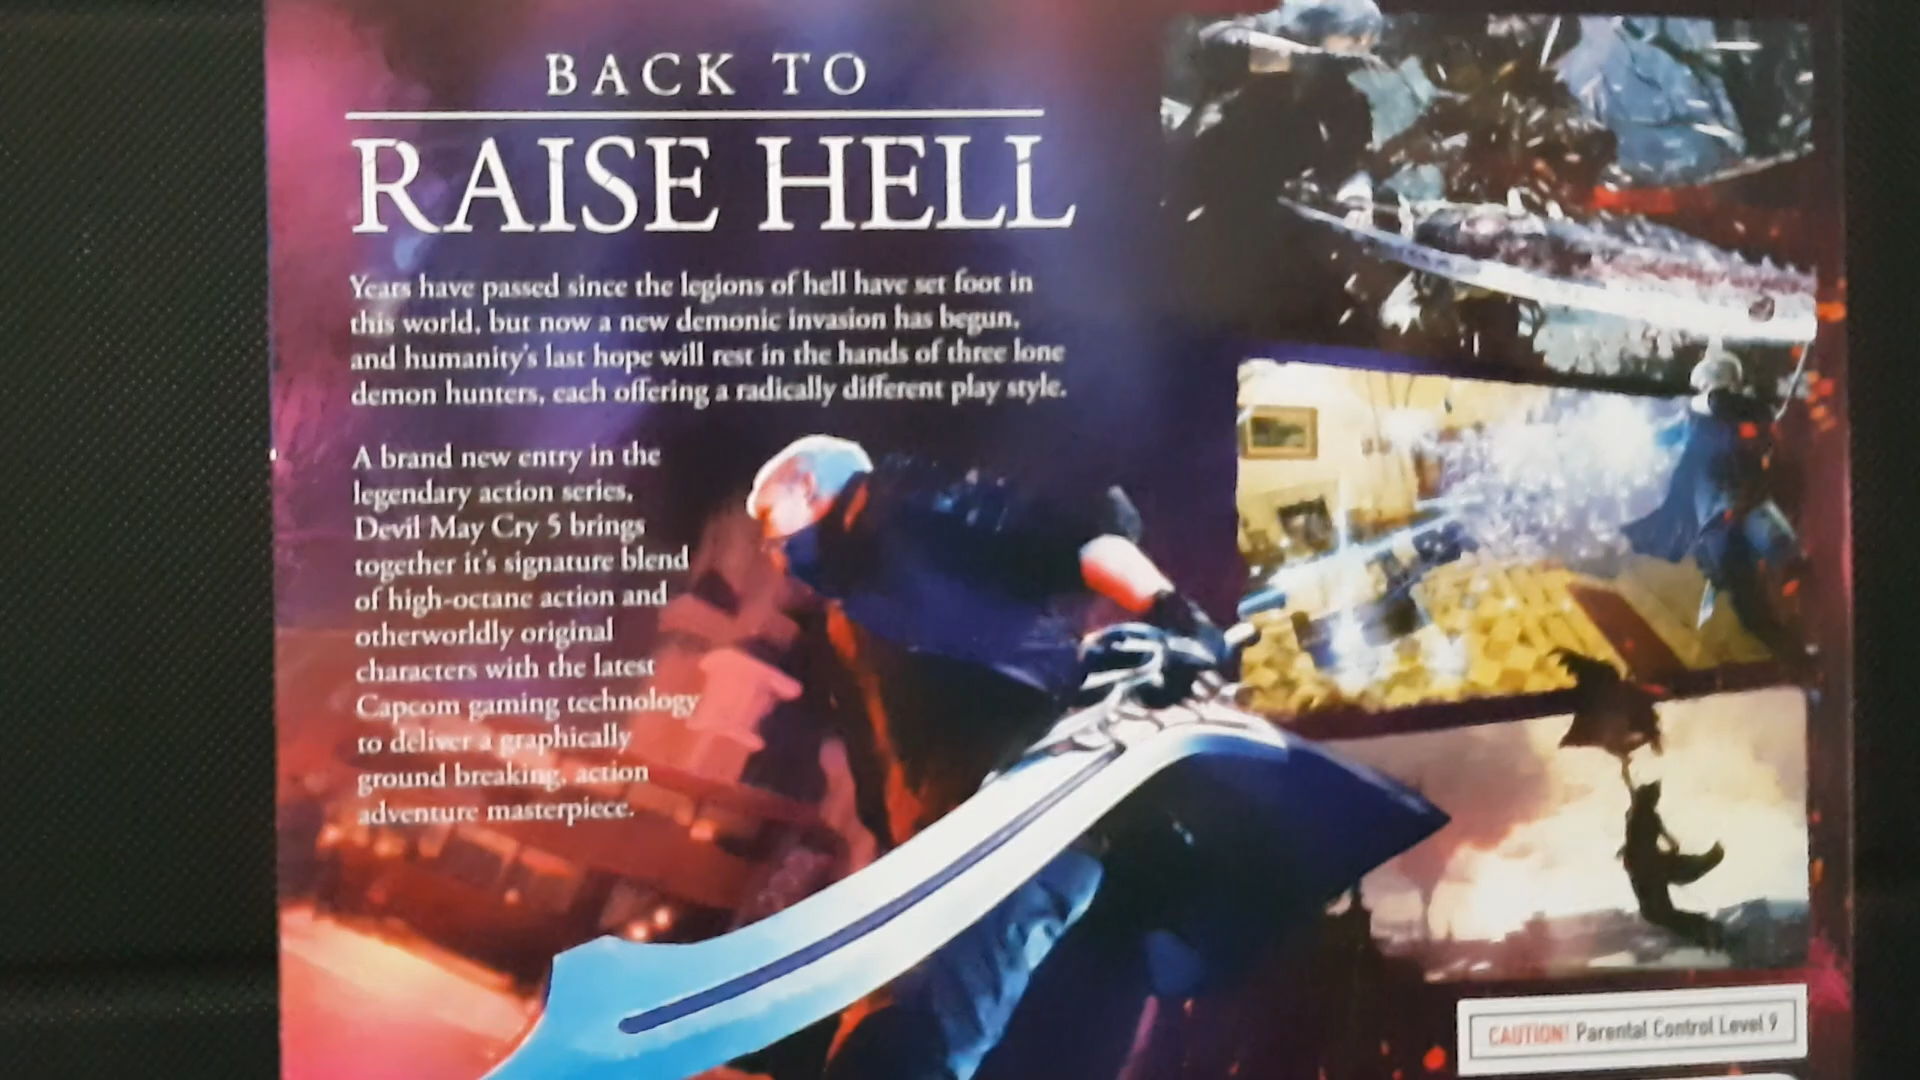 BACK TO
RAISE HELL
Years have passed since the legions of hell have set foot in
this world, but now a new demonic invasion has begun,
and humanity's last hope will rest in the hands of three lone
demon hunters, each offering a radically different play style.
A brand new entry in the
legendary action series,
Devil May Cry 5 brings
together it's signature blend
of high-octane action and
otherworldly original
characters with the latest
Capcom gaming technology
to deliver a graphically
ground breaking, action
adventure masterpiece.
CAUTION! Parental Control Level 9